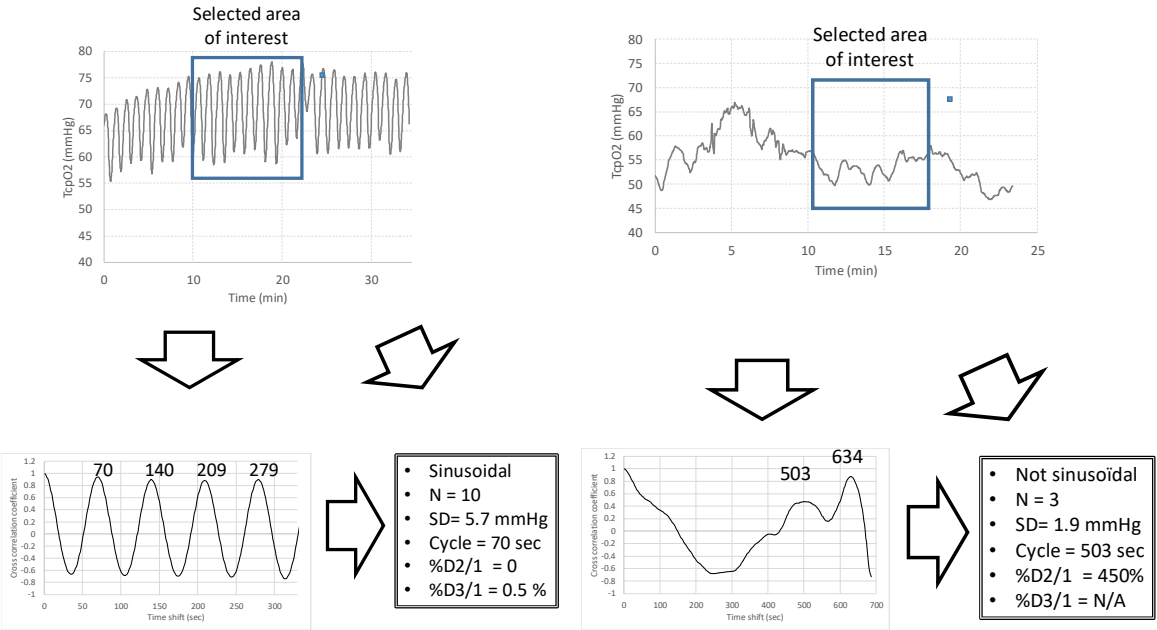 Selected area
of interest
TcpO2 (mmHg)
80
75
70
65
60
55
50
45
40
0 10 20 30
Time (min)
Selected area
of interest
TcpO2 (mmHg)
80
75
70
65
60
55
50
45
40
0 5 10 15 20 25
Time (min)
Cross correlation coefficient
1.2
1
0.8
0.6
0.4
0.2
0
-0.2
-0.4
-0.6
-0.8
-1
70 140 209 279
0 50 100 150 200 250 300
Time shift (sec)
• Sinusoidal
• N = 10
• SD= 5.7 mmHg
• Cycle = 70 sec
• %D2/1 = 0
• %D3/1 = 0.5 %
Cross correlation coefficient
1.2
1
0.8
0.6
0.4
0.2
0
-0.2
-0.4
-0.6
-0.8
-1
503
634
0 100 200 300 400 500 600 700
Time shift (sec)
• Not sinusoïdal
• N = 3
• SD= 1.9 mmHg
• Cycle = 503 sec
• %D2/1 = 450%
• %D3/1 = N/A